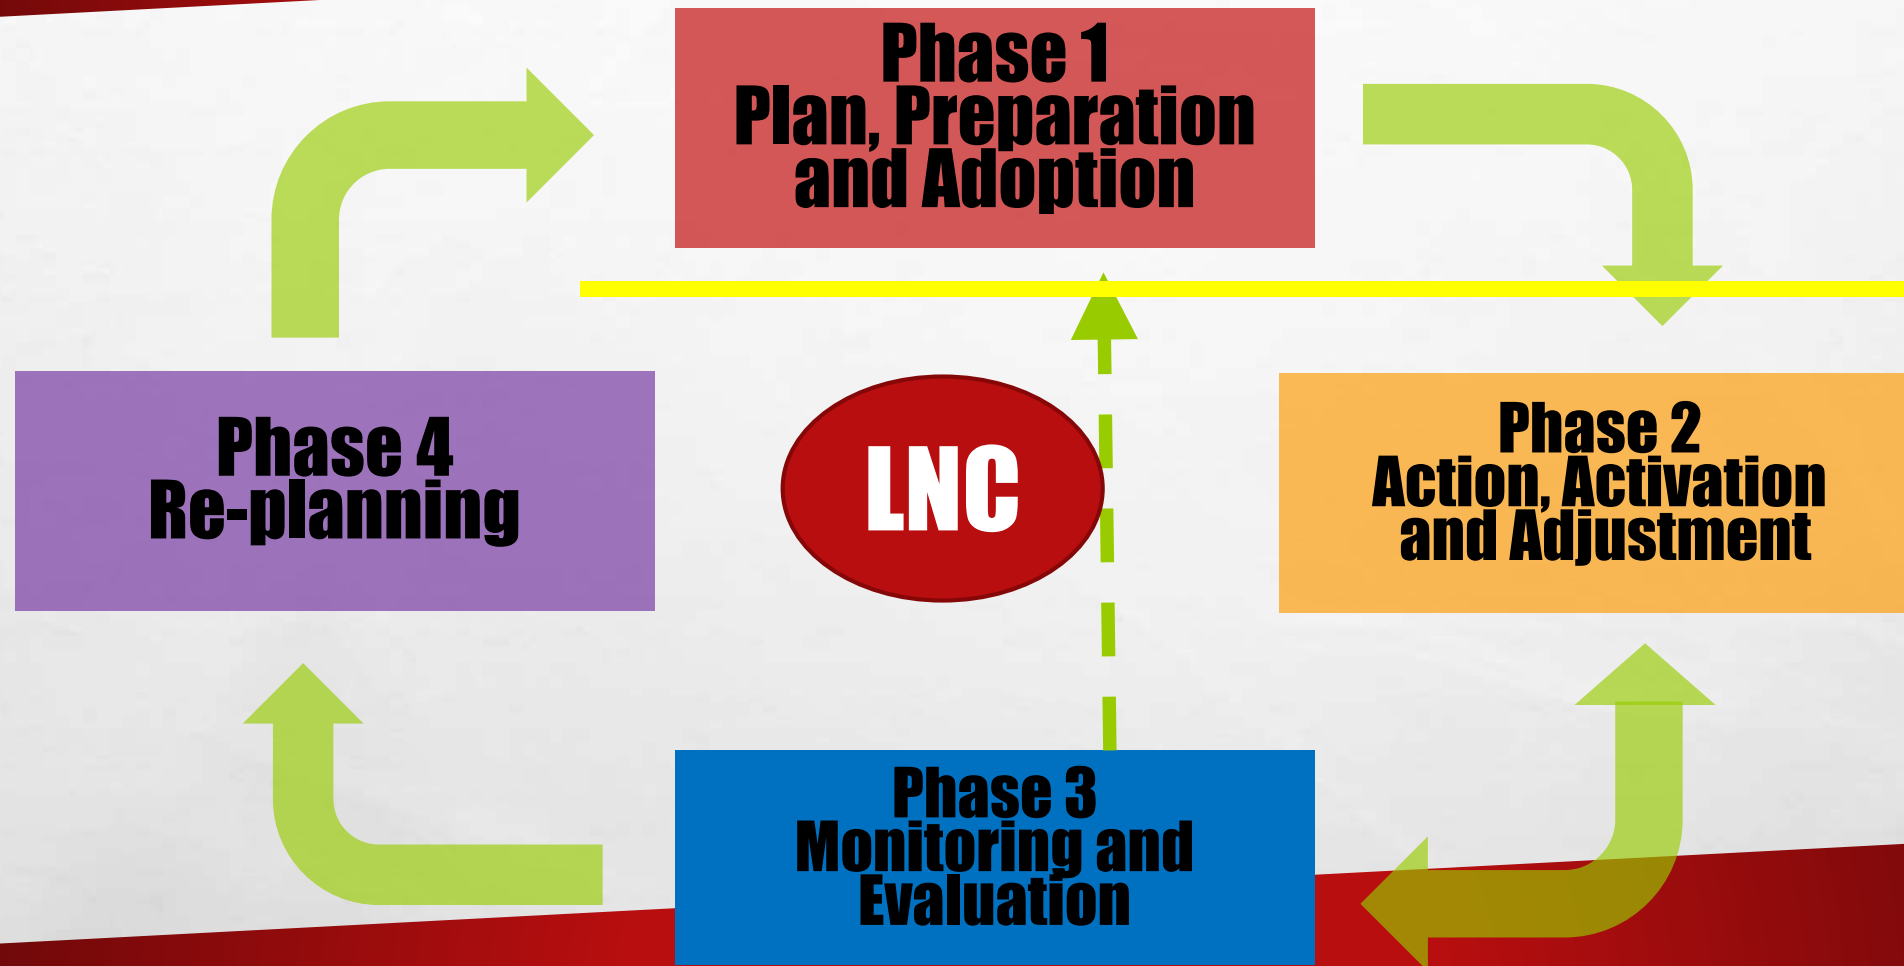 Phase 1
Plan, Preparation
and Adoption
Phase 4
Re-planning
LNC
Phase 2
Action, Activation
and Adjustment
Phase 3
Monitoring and
Evaluation